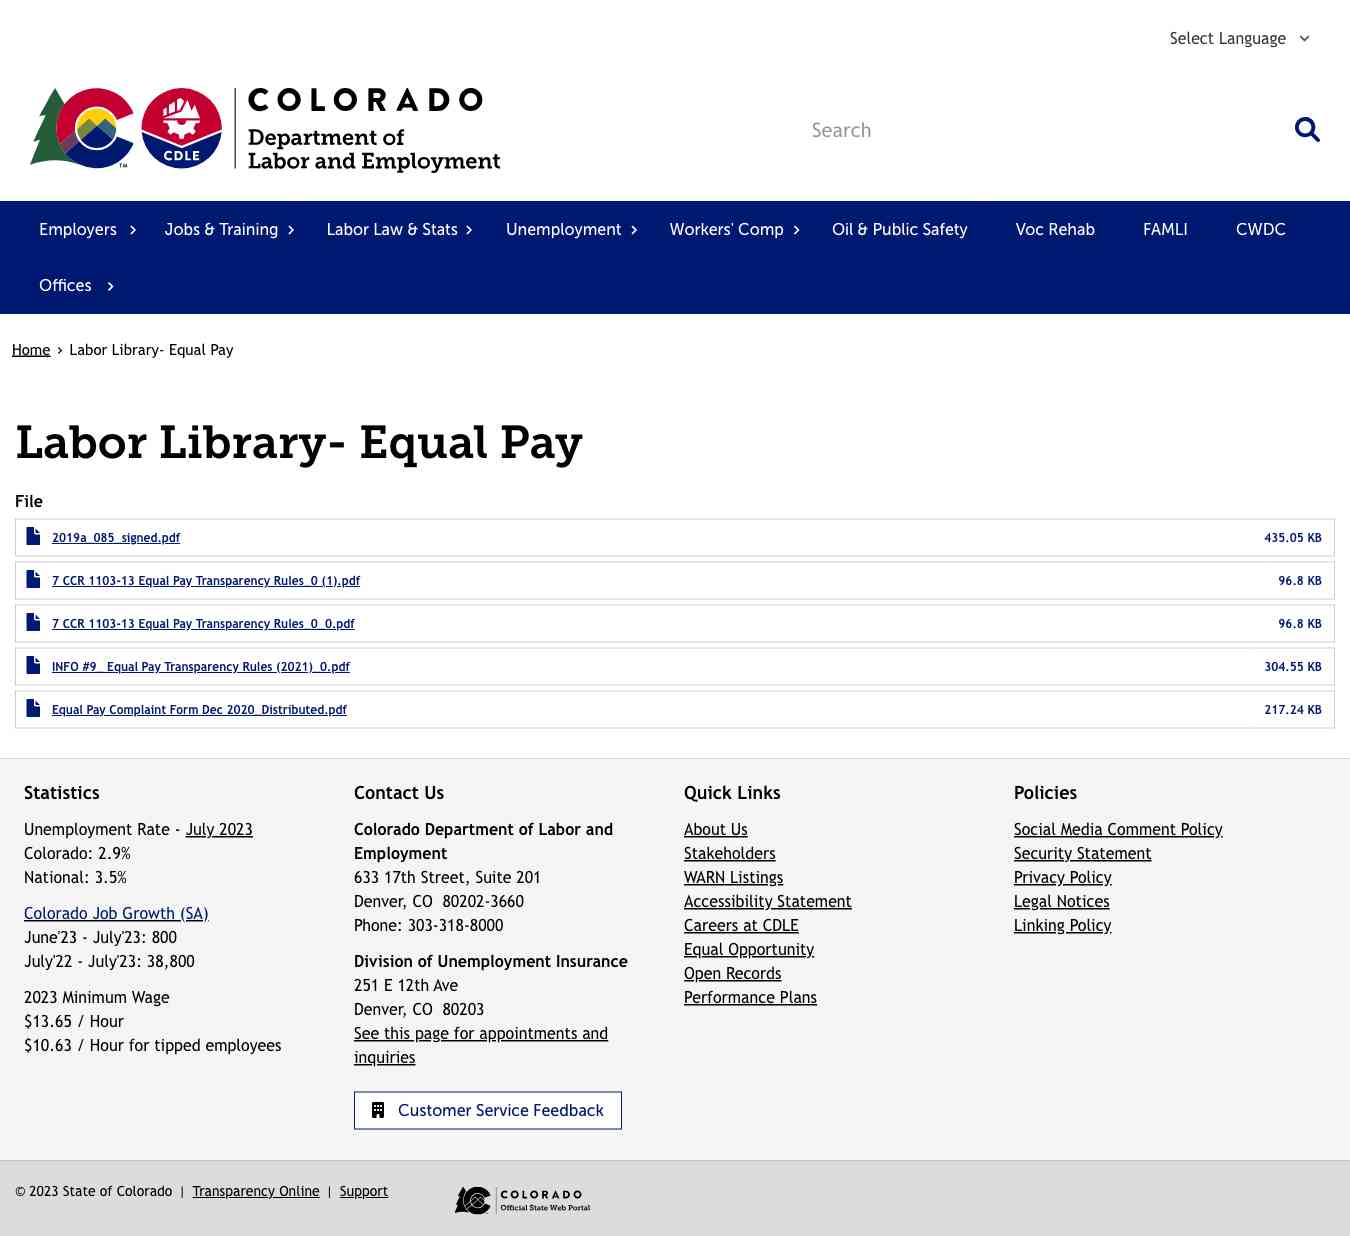 Select Language
CDLE
™
COLORADO
Department of
Labor and Employment
Search
Employers Jobs & Training Labor Law & Stats Unemployment Workers' Comp Oil & Public Safety Voc Rehab FAMLI CWDC
Offices
Home › Labor Library- Equal Pay
Labor Library- Equal Pay
File
2019a_085_signed.pdf 435.05 KB
7 CCR 1103-13 Equal Pay Transparency Rules_0 (1).pdf 96.8 KB
7 CCR 1103-13 Equal Pay Transparency Rules_0_0.pdf 96.8 KB
INFO #9_ Equal Pay Transparency Rules (2021)_0.pdf 304.55 KB
Equal Pay Complaint Form Dec 2020_Distributed.pdf 217.24 KB
Statistics
Unemployment Rate - July 2023
Colorado: 2.9%
National: 3.5%
Colorado Job Growth (SA)
June'23 - July'23: 800
July'22 - July'23: 38,800
2023 Minimum Wage
$13.65 / Hour
$10.63 / Hour for tipped employees
Contact Us
Colorado Department of Labor and
Employment
633 17th Street, Suite 201
Denver, CO 80202-3660
Phone: 303-318-8000
Division of Unemployment Insurance
251 E 12th Ave
Denver, CO 80203
See this page for appointments and
inquiries
Customer Service Feedback
Quick Links
About Us
Stakeholders
WARN Listings
Accessibility Statement
Careers at CDLE
Equal Opportunity
Open Records
Performance Plans
Policies
Social Media Comment Policy
Security Statement
Privacy Policy
Legal Notices
Linking Policy
© 2023 State of Colorado | Transparency Online | Support
COLORADO
Official State Web Portal